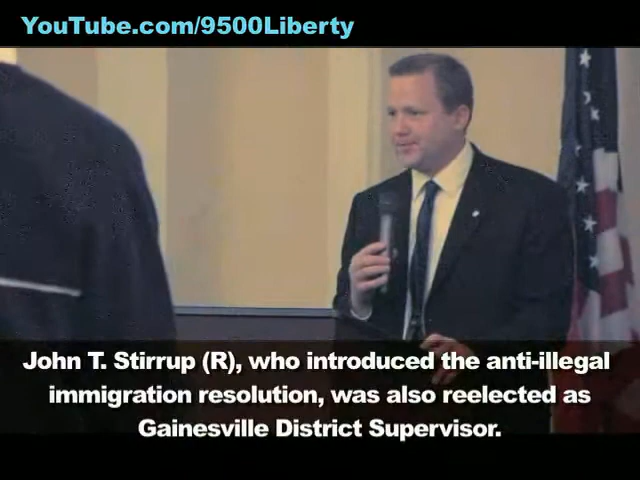 YouTube.com/9500Liberty
John T. Stirrup (R), who introduced the anti-illegal
immigration resolution, was also reelected as
Gainesville District Supervisor.